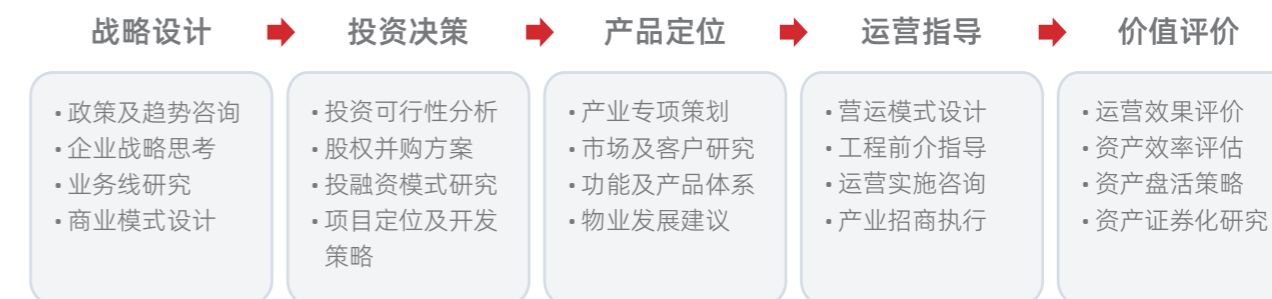 战略设计
投资决策
产品定位
运营指导
价值评价
• 政策及趋势咨询
• 企业战略思考
• 业务线研究
• 商业模式设计
• 投资可行性分析
• 股权并购方案
• 投融资模式研究
• 项目定位及开发
策略
• 产业专项策划
• 市场及客户研究
• 功能及产品体系
• 物业发展建议
• 营运模式设计
• 工程前介指导
• 运营实施咨询
• 产业招商执行
• 运营效果评价
• 资产效率评估
• 资产盘活策略
• 资产证券化研究